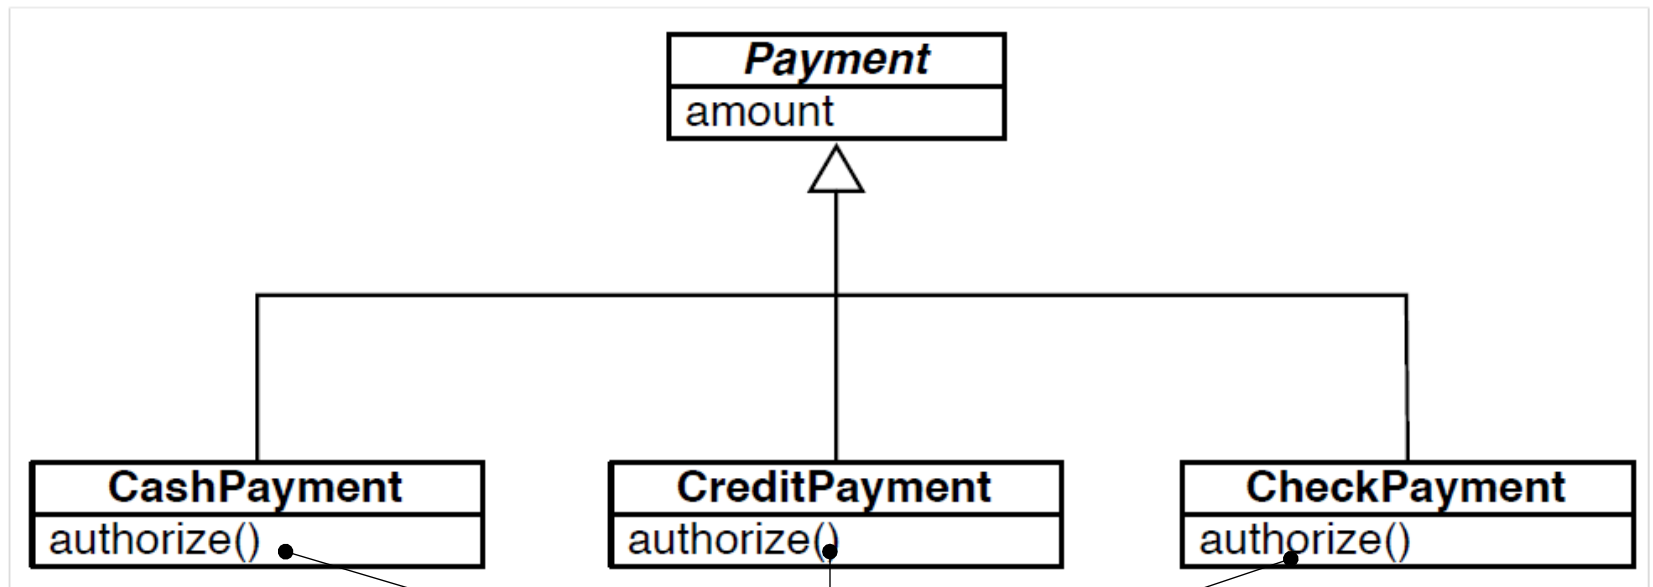 Payment
amount
CashPayment
authorize()
CreditPayment
authorize()
CheckPayment
authorize()